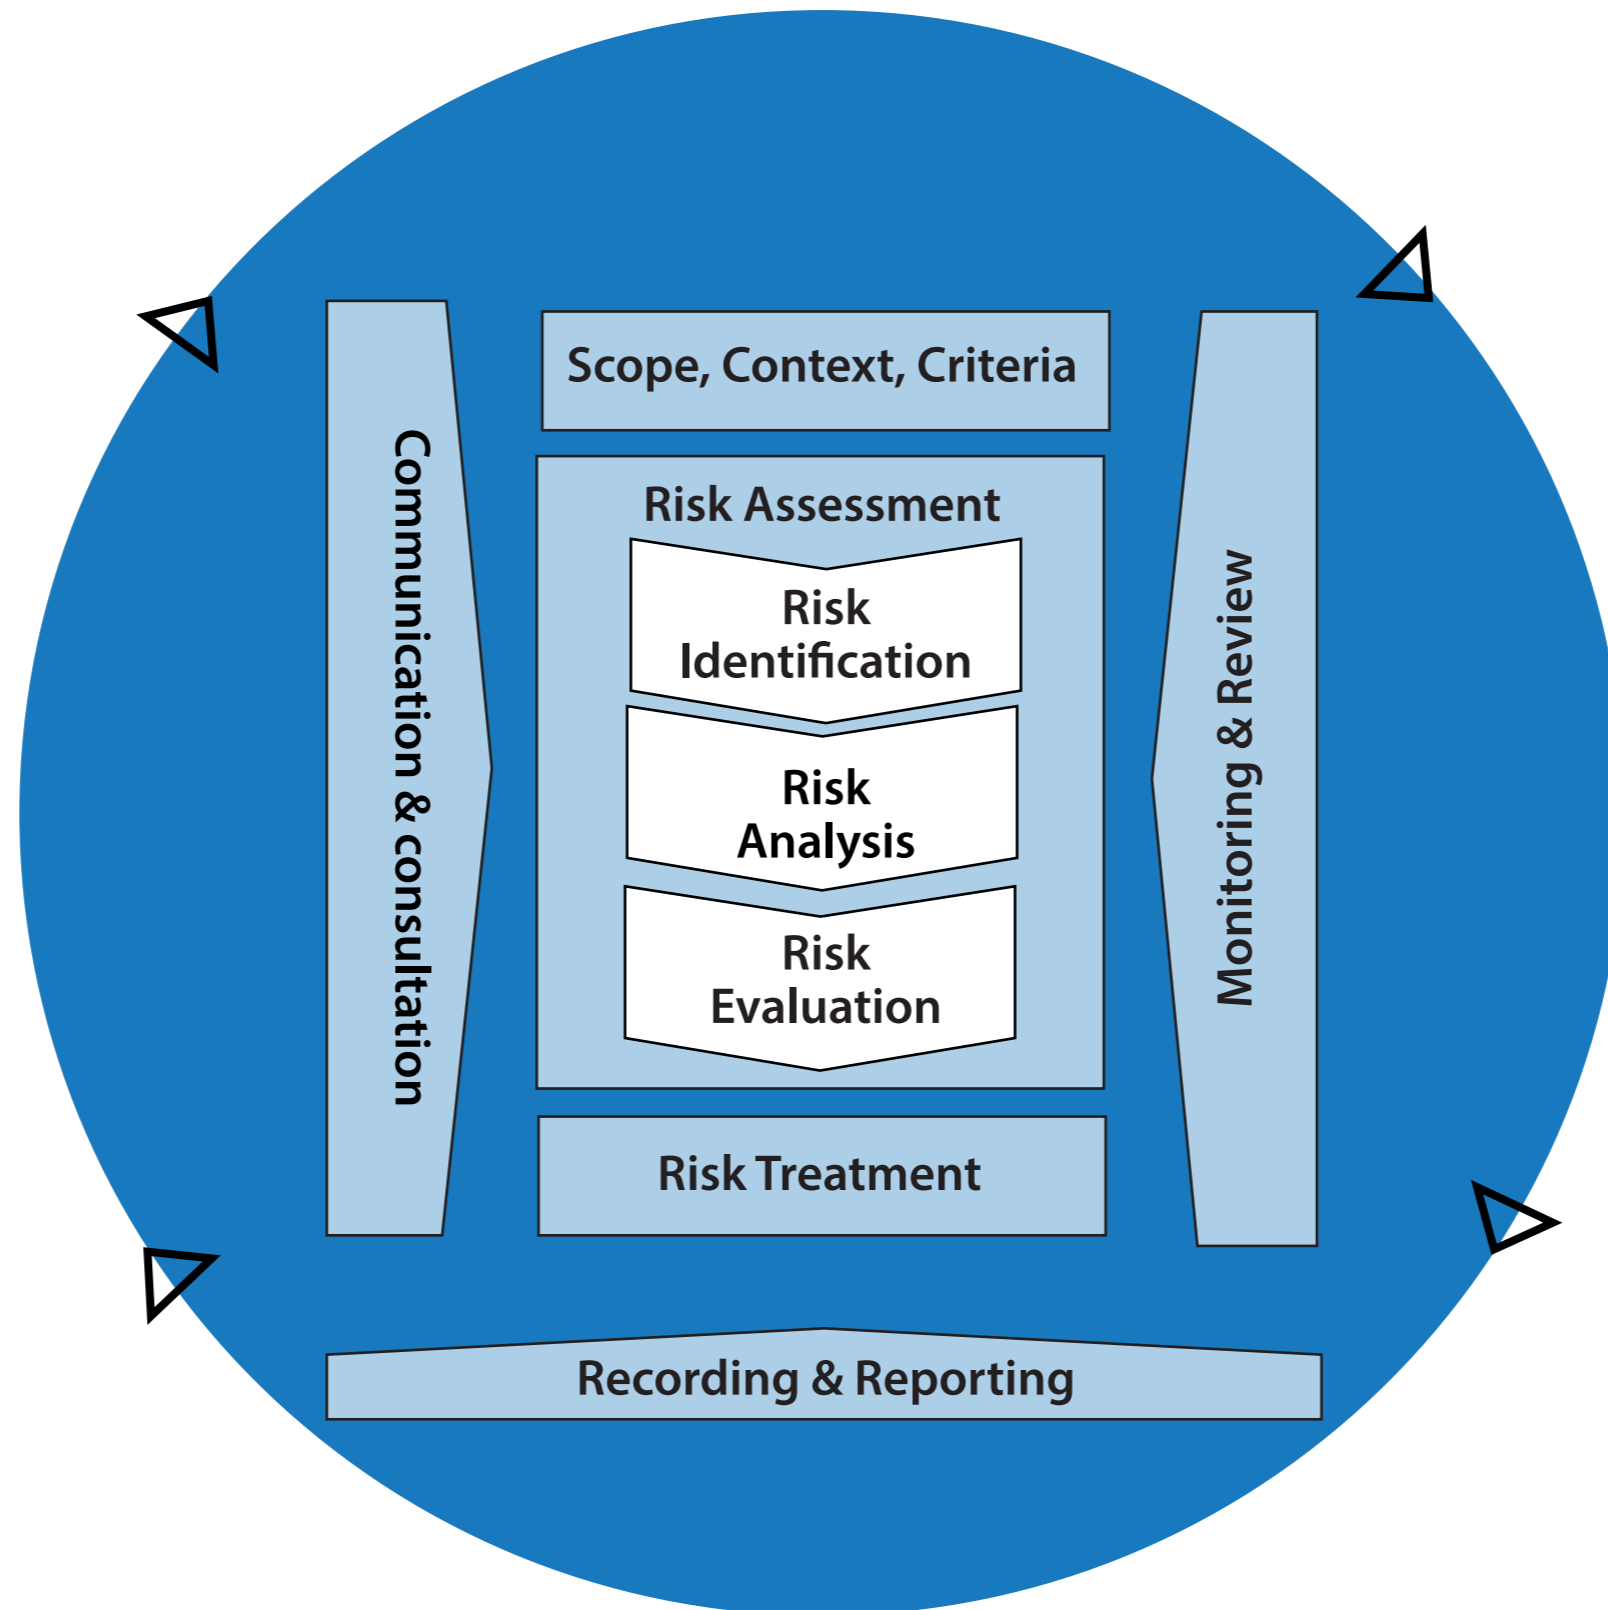 Scope, Context, Criteria
Communication & consultation
Risk Assessment
Risk
Identification
Risk
Analysis
Risk
Evaluation
Monitoring & Review
Risk Treatment
Recording & Reporting